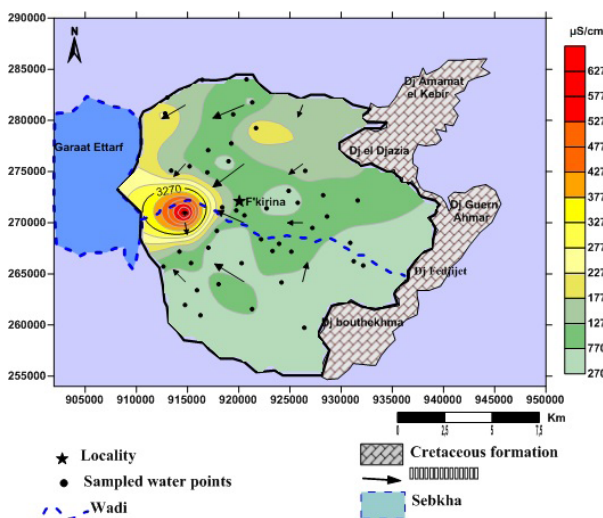 µS/cm
N
290000
285000
280000
275000
270000
265000
260000
255000
905000 910000 915000 920000 925000 930000 935000 940000 945000 950000
Dj Amamat
el Kebir
Dj el Djazia
Garaat Ettarf
3270
F'kirina
Dj Guern
Ahmar
Dj Fedjijet
Dj bouthekhma
627
577
527
477
427
377
327
277
227
177
127
770
270
Km
0 2,5 5 7,5
Locality
Sampled water points
Wadi
Cretaceous formation
Sebkha